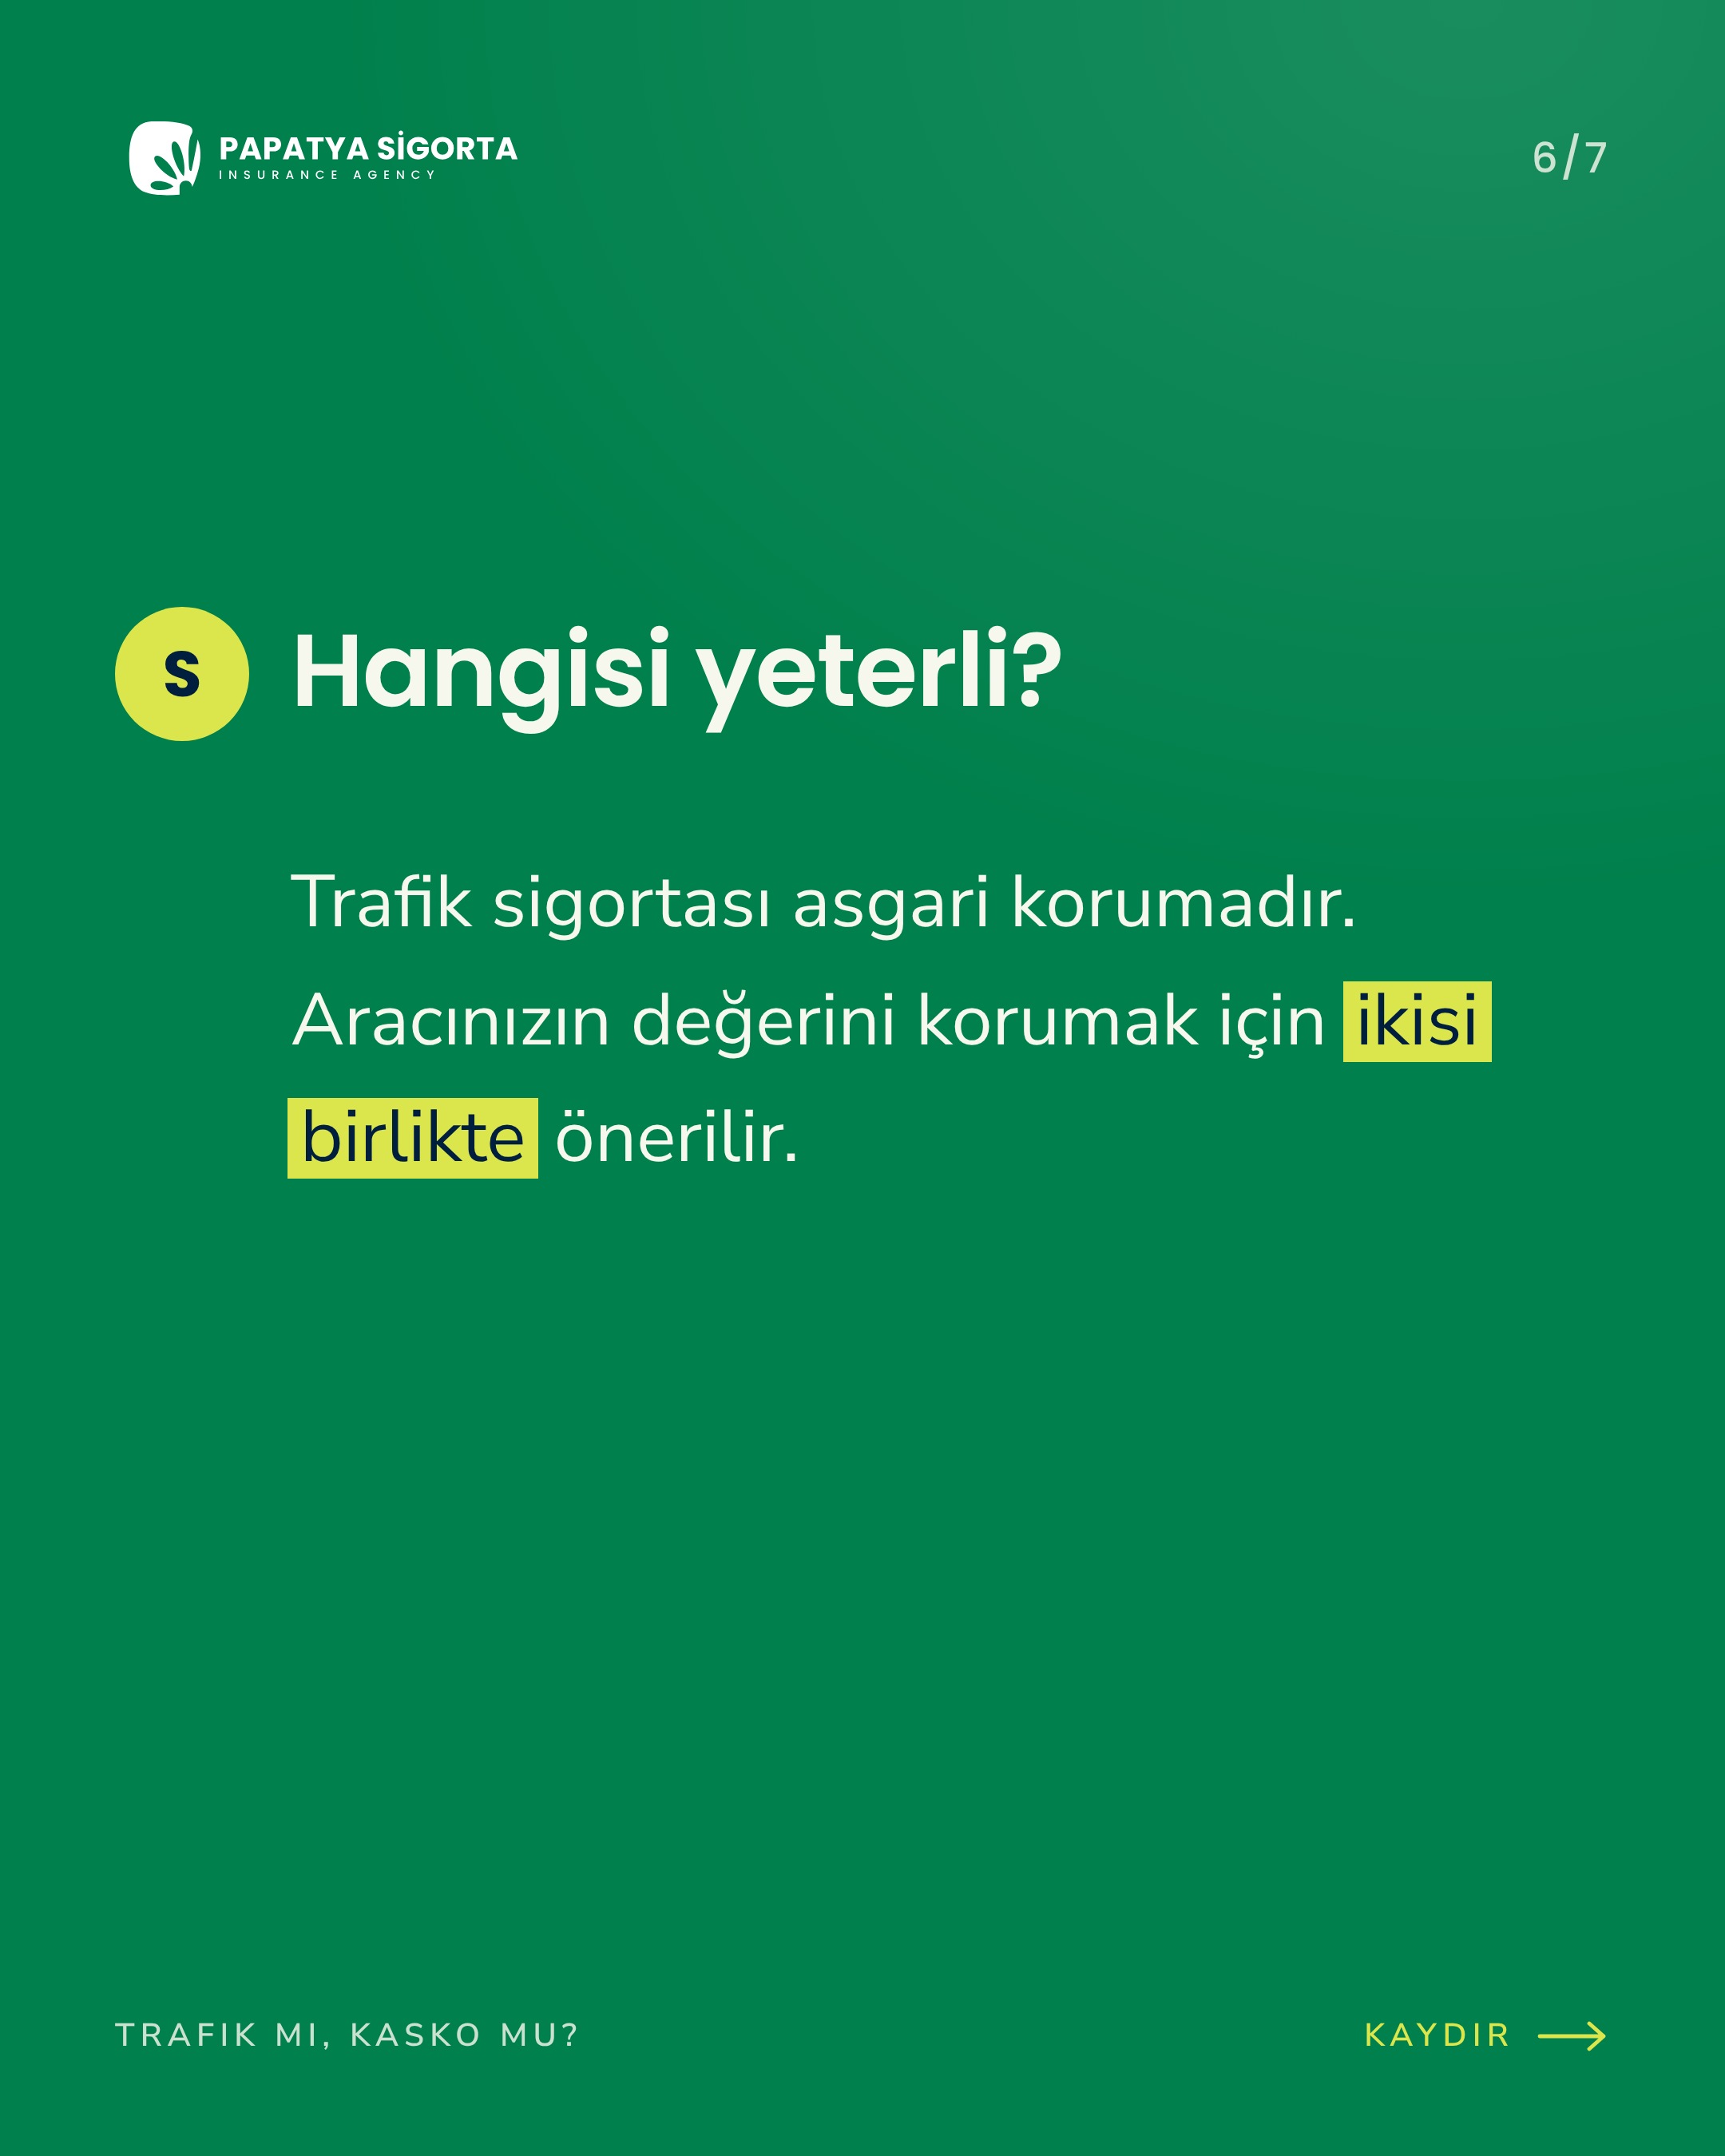 PAPATYA SİGORTA
INSURANCE AGENCY
6/7
S
Hangisi yeterli?
Trafik sigortası asgari korumadır.
Aracınızın değerini korumak için ikisi
birlikte önerilir.
TRAFIK MI, KASKO MU?
KAYDIR